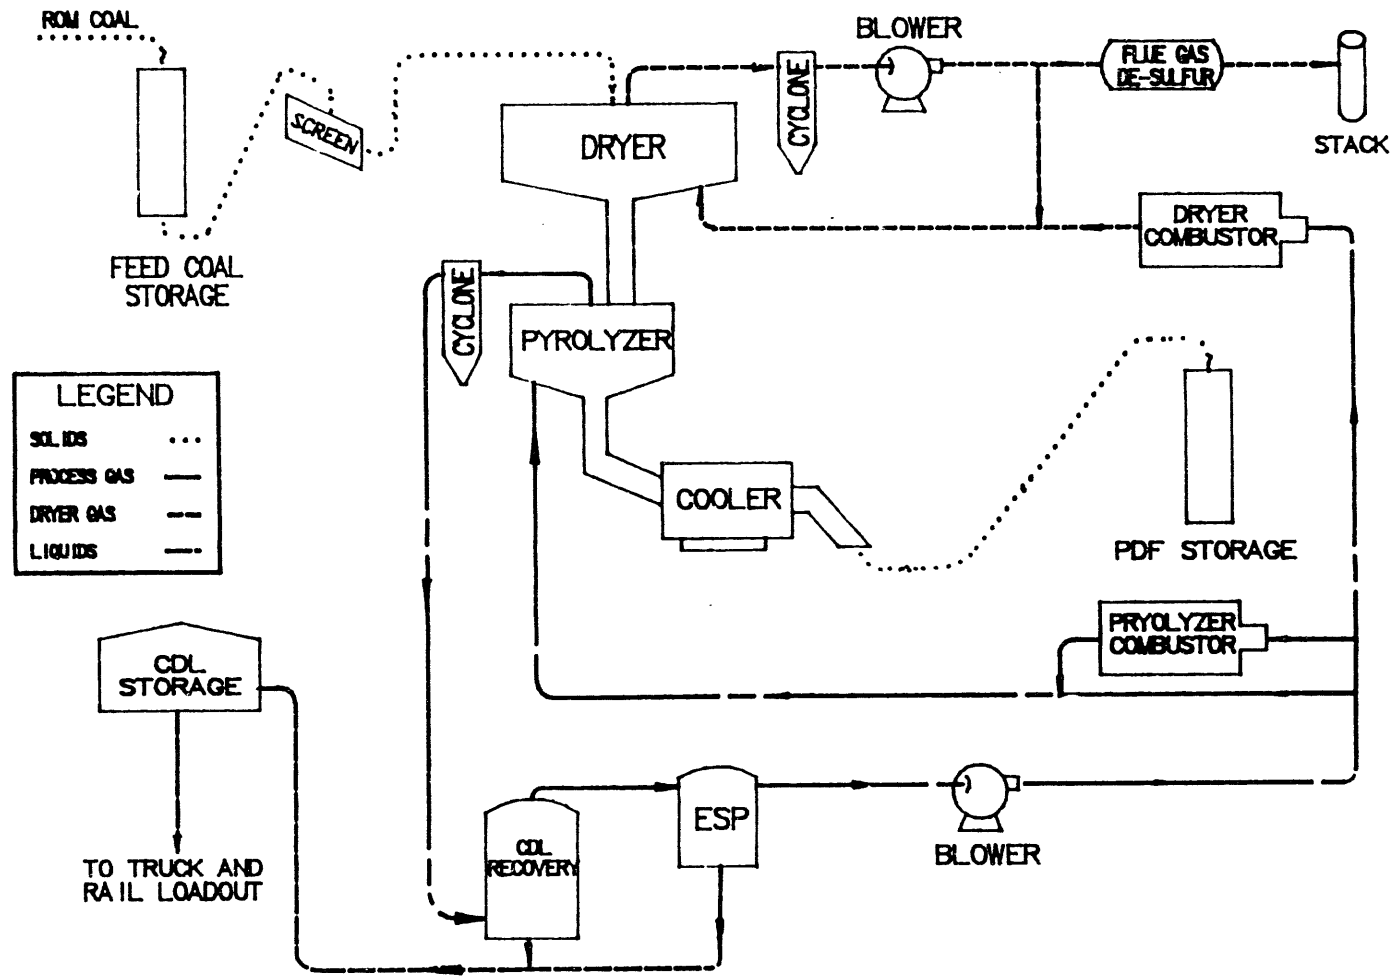 ROM COAL
BLOWER
FLUE GAS
DE-SULFUR
CYCLONE
SCREEN
DRYER
STACK
DRYER
COMBUSTOR
FEED COAL
STORAGE
CYCLONE
PYROLYZER
LEGEND
SOLIDS
PROCESS GAS
DRYER GAS
LIQUIDS
COOLER
PDF STORAGE
PRYOLYZER
COMBUSTOR
CDL
STORAGE
ESP
CDL
RECOVERY
BLOWER
TO TRUCK AND
RAIL LOADOUT